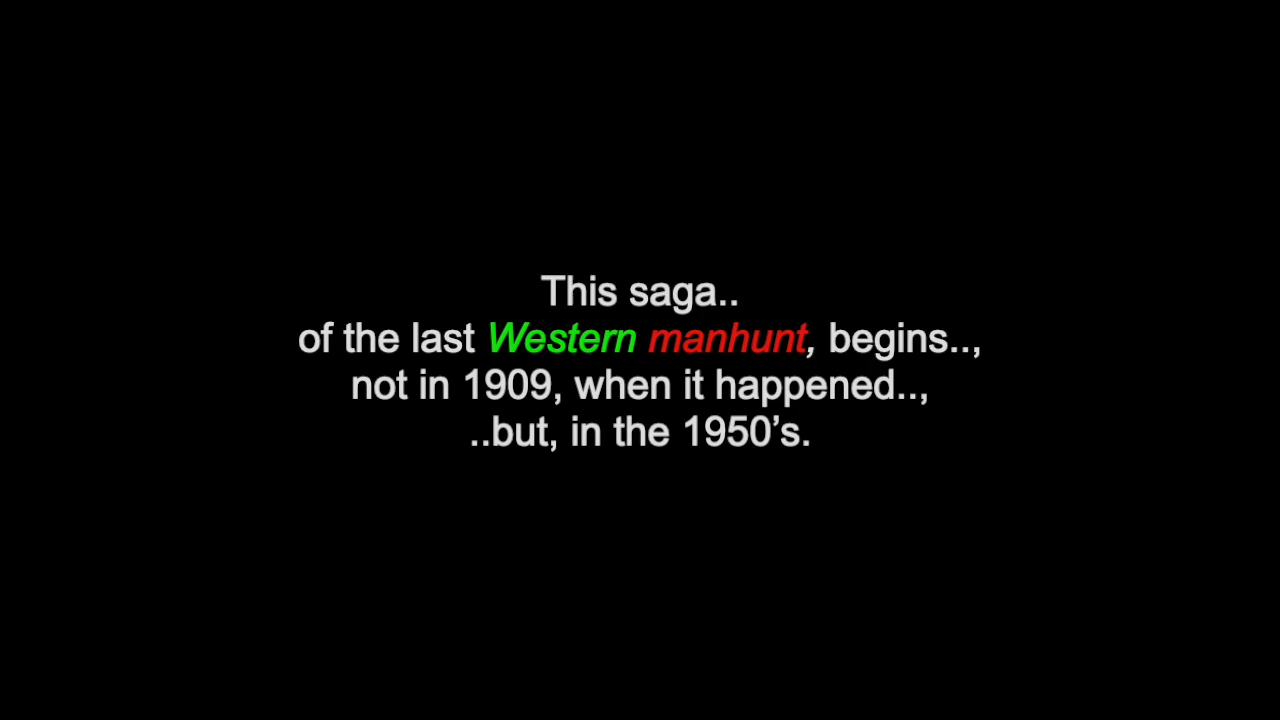 This saga..
of the last Western manhunt, begins..,
not in 1909, when it happened..,
..but, in the 1950’s.